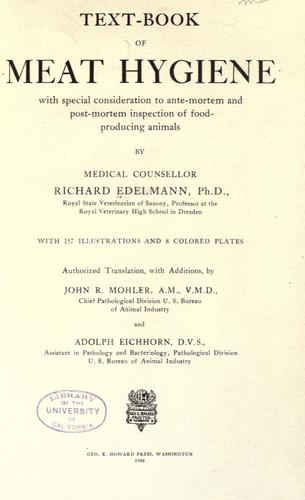 TEXT-BOOK
OF
MEAT HYGIENE
with special consideration to ante-mortem and
post-mortem inspection of food-
producing animals
BY
MEDICAL COUNSELLOR
RICHARD EDELMANN, Ph.D.,
Royal State Veterinarian of Saxony, Professor at the
Royal Veterinary High School in Dresden
WITH 157 ILLUSTRATIONS AND 8 COLORED PLATES
Authorized Translation, with Additions, by
JOHN R. MOHLER, A.M., V.M.D.,
Chief Pathological Division U. S. Bureau
of Animal Industry
and
ADOLPH EICHHORN, D.V.S.,
Assistant in Pathology and Bacteriology, Pathological Division
U. S. Bureau of Animal Industry
LIBRARY
OF THE
UNIVERSITY
OF
CALIFORNIA
GEO. E. HOWARD PRESS, WASHINGTON
1908